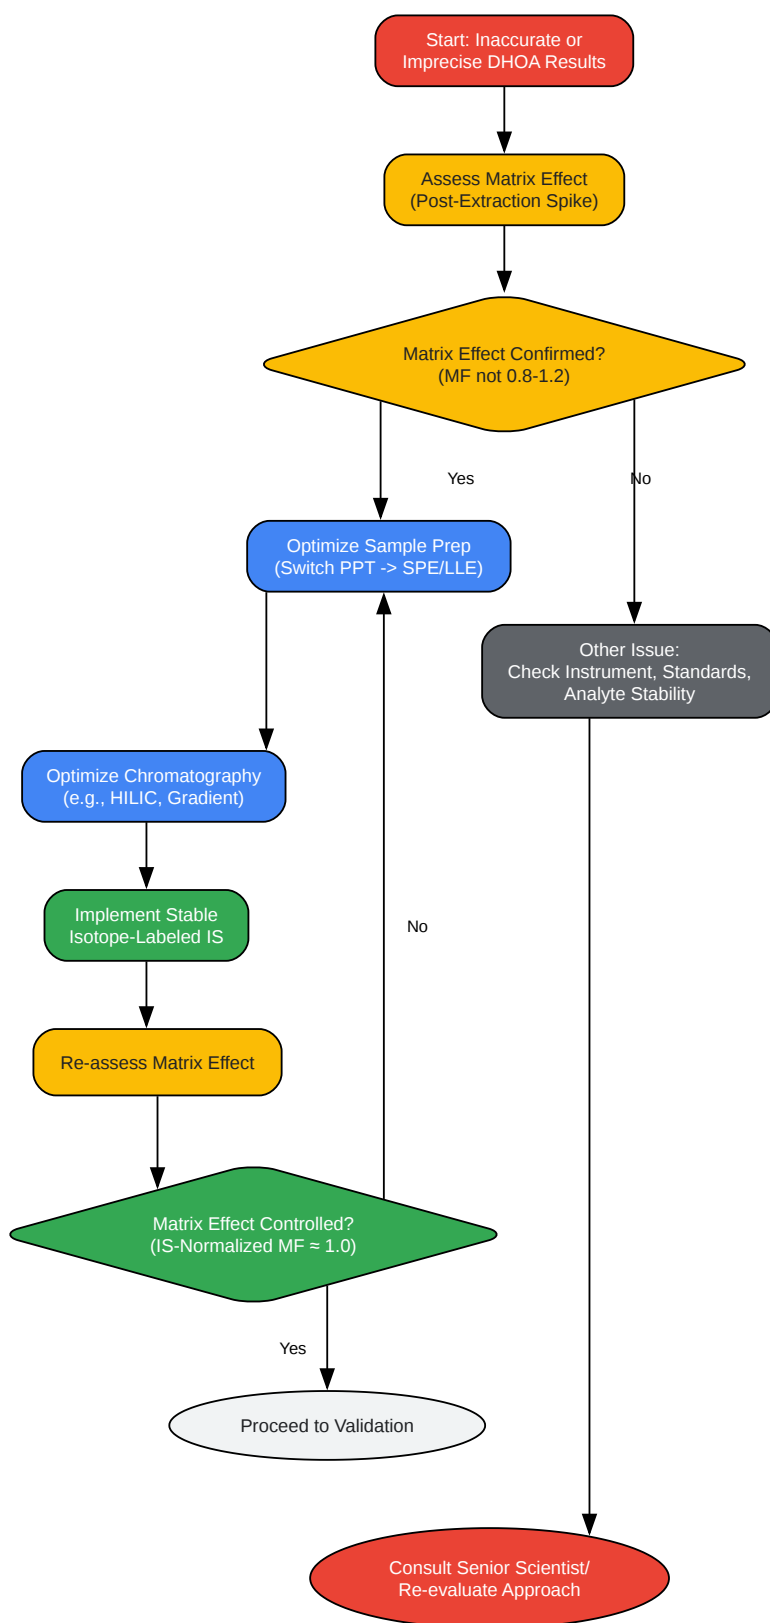 Start: Inaccurate or
Imprecise DHOA Results
Assess Matrix Effect
(Post-Extraction Spike)
Matrix Effect Confirmed?
(MF not 0.8-1.2)
Yes
No
Optimize Sample Prep
(Switch PPT -> SPE/LLE)
Other Issue:
Check Instrument, Standards,
Analyte Stability
Optimize Chromatography
(e.g., HILIC, Gradient)
Implement Stable
Isotope-Labeled IS
No
Re-assess Matrix Effect
Matrix Effect Controlled?
(IS-Normalized MF ≈ 1.0)
Yes
Proceed to Validation
Consult Senior Scientist/
Re-evaluate Approach